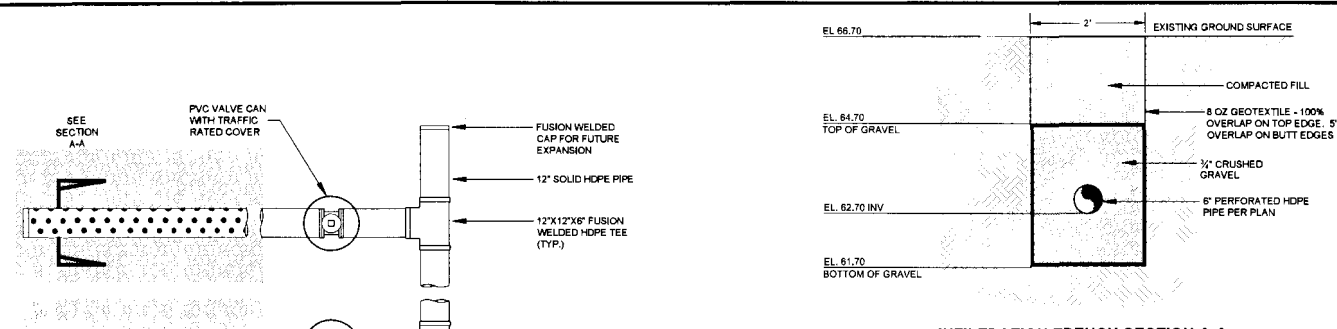 SEE
SECTION
A-A
PVC VALVE CAN
WITH TRAFFIC
RATED COVER
FUSION WELDED
CAP FOR FUTURE
EXPANSION
12" SOLID HDPE PIPE
12"X12"X6" FUSION
WELDED HDPE TEE
(TYP.)
EL 66.70
2'
EXISTING GROUND SURFACE
COMPACTED FILL
8 OZ GEOTEXTILE - 100%
OVERLAP ON TOP EDGE, 5'
OVERLAP ON BUTT EDGES
EL. 64.70
TOP OF GRAVEL
¾" CRUSHED
GRAVEL
6" PERFORATED HDPE
PIPE PER PLAN
EL. 62.70 INV
EL. 61.70
BOTTOM OF GRAVEL